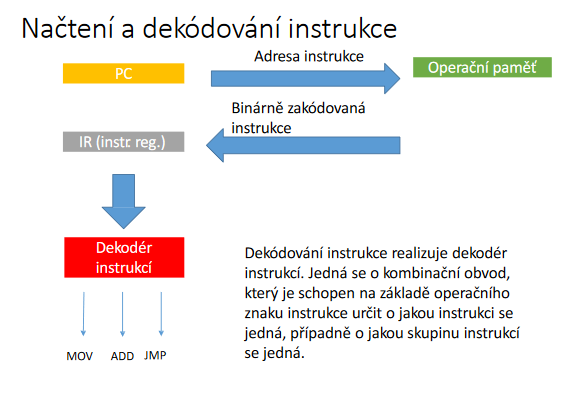 Načtení a dekódování instrukce
Adresa instrukce
PC
Operační paměť
Binárně zakódovaná
instrukce
IR (instr. reg.)
Dekodér
instrukcí
Dekódování instrukce realizuje dekodér
instrukcí. Jedná se o kombinační obvod,
který je schopen na základě operačního
znaku instrukce určit o jakou instrukci se
jedná, případně o jakou skupinu instrukcí
se jedná.
MOV ADD JMP